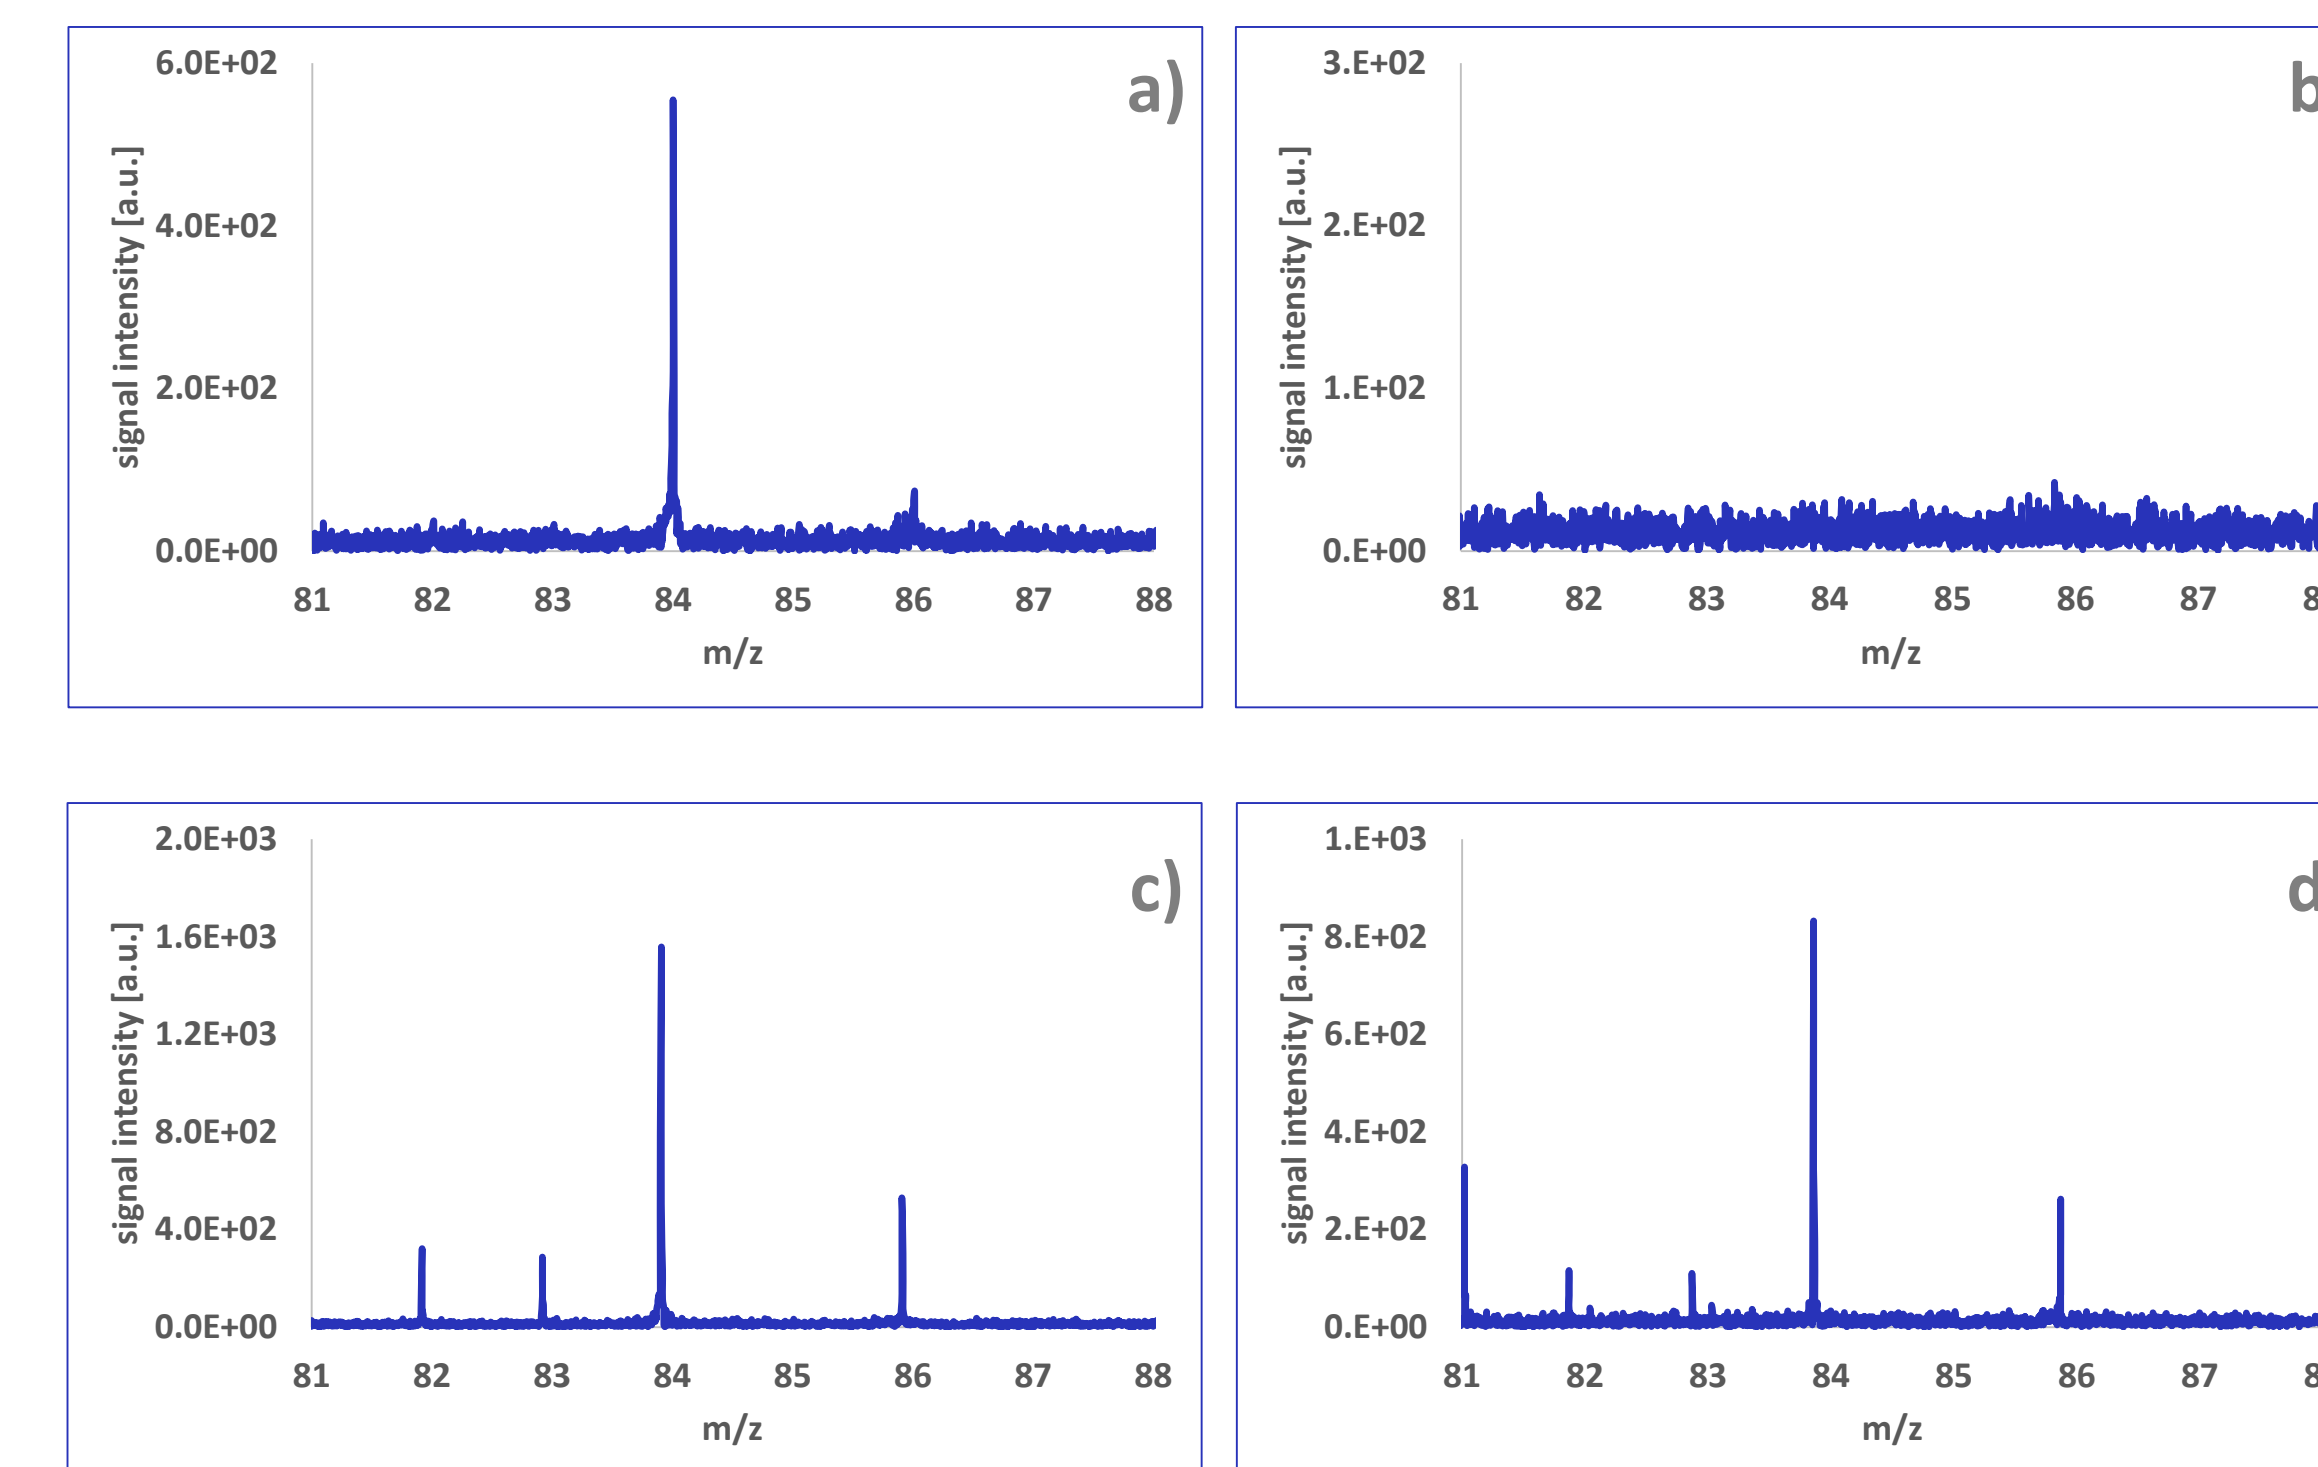 a)
signal intensity [a.u.]
6.0E+02
4.0E+02
2.0E+02
0.0E+00
81 82 83 84 85 86 87 88
m/z
b
signal intensity [a.u.]
3.E+02
2.E+02
1.E+02
0.E+00
81 82 83 84 85 86 87 8
m/z
c)
signal intensity [a.u.]
2.0E+03
1.6E+03
1.2E+03
8.0E+02
4.0E+02
0.0E+00
81 82 83 84 85 86 87 88
m/z
d
signal intensity [a.u.]
1.E+03
8.E+02
6.E+02
4.E+02
2.E+02
0.E+00
81 82 83 84 85 86 87 8
m/z